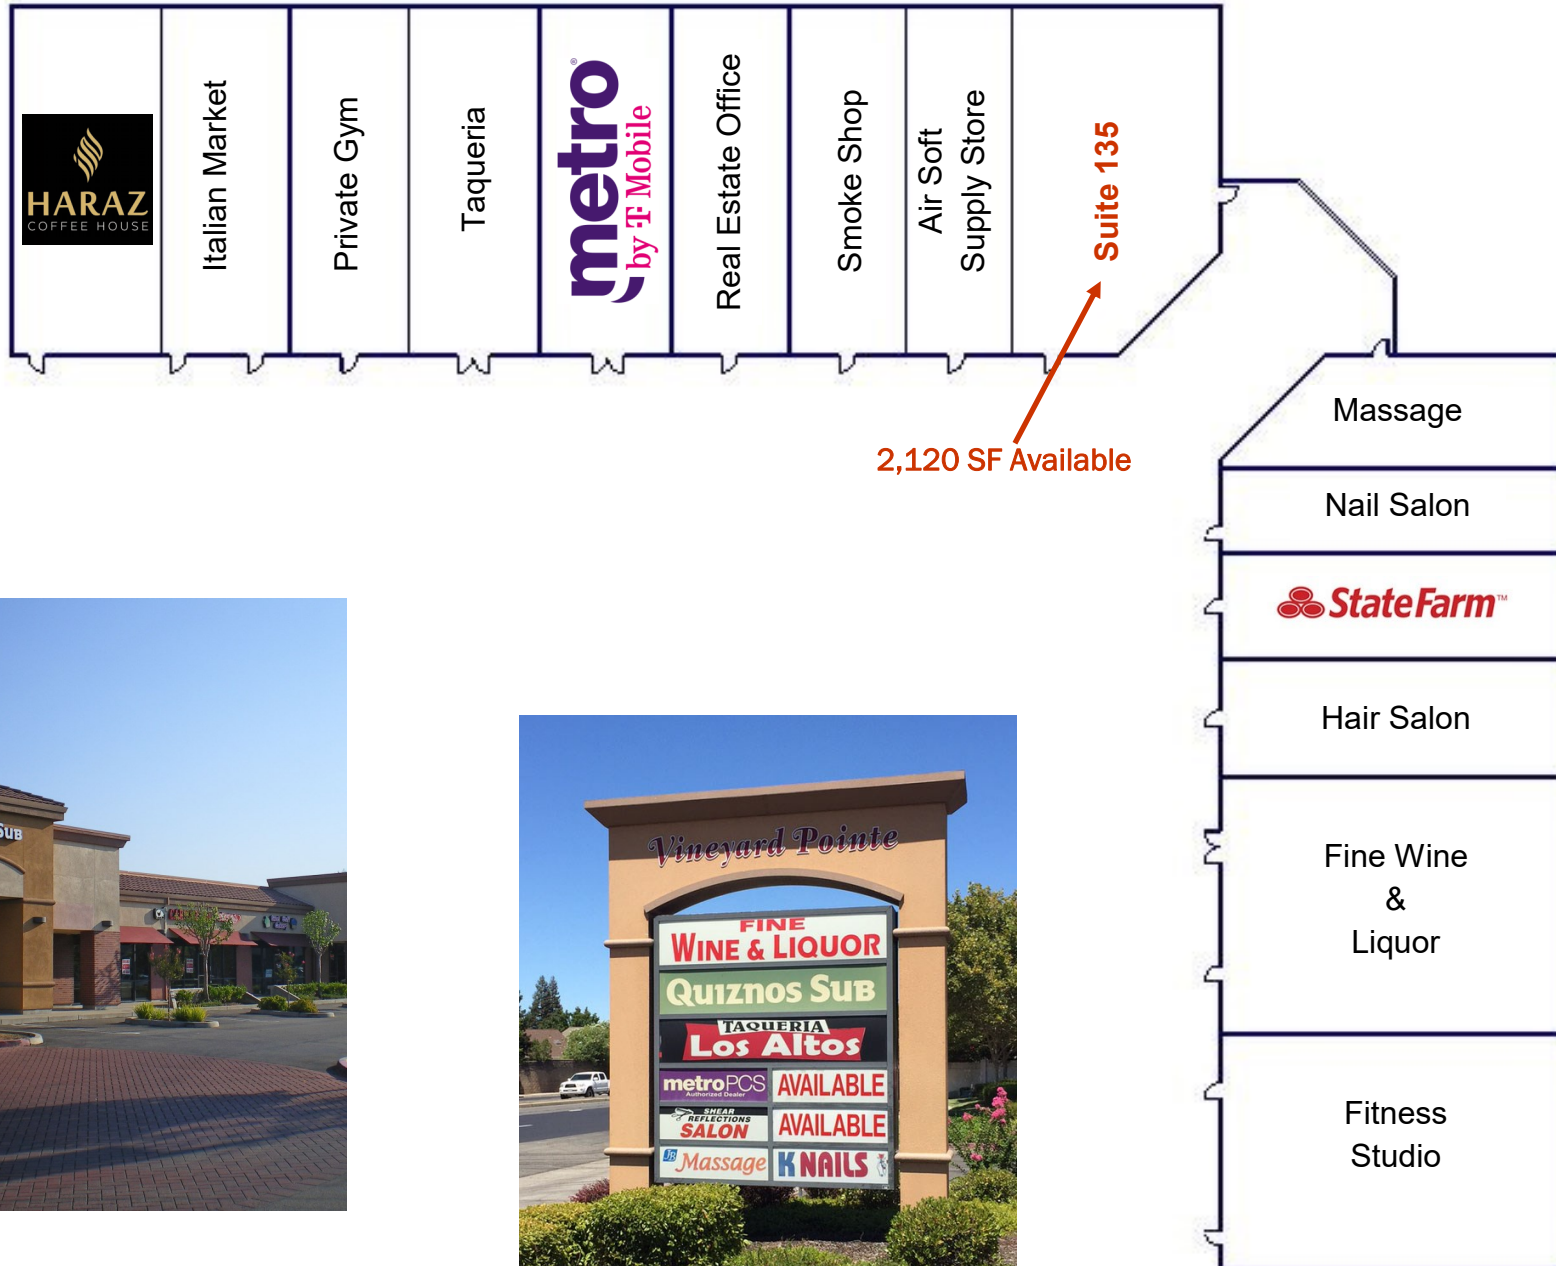 HARAZ
COFFEE HOUSE
Italian Market
Private Gym
Taqueria
metro®
by T-Mobile
Real Estate Office
Smoke Shop
Air Soft
Supply Store
Suite 135
2,120 SF Available
Massage
Nail Salon
State Farm™
Hair Salon
Fine Wine
&
Liquor
Fitness
Studio
SUB
Vineyard Pointe
FINE
WINE & LIQUOR
QUIZNOS SUB
TAQUERIA
LOS ALTOS
metroPCS
Authorized Dealer
AVAILABLE
SHEAR
REFLECTIONS
SALON
AVAILABLE
Massage
K NAILS